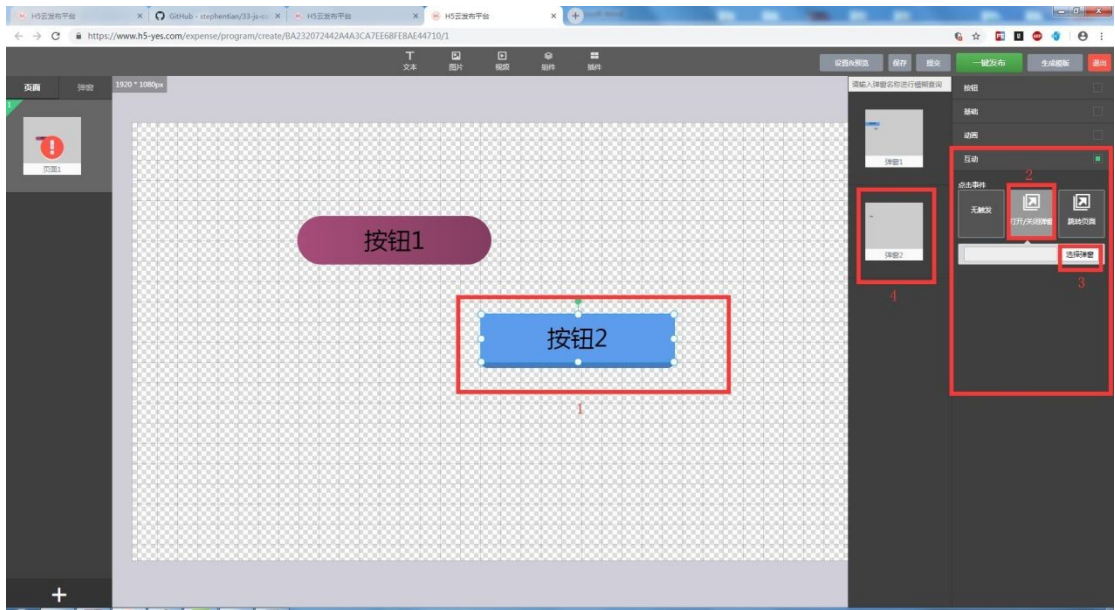 H5云发布平台
GitHub - stephentian/33-js-co
H5云发布平台
H5云发布平台
https://www.h5-yes.com/expense/program/create/BA232072442A4A3CA7EE68FE8AE44710/1
文本
图片
视频
组件
插件
设置&预览
保存
提交
一键发布
生成模版
退出
页面
弹窗
1920 * 1080px
请输入弹窗名称进行模糊查询
按钮
基础
动画
互动
1
页面1
弹窗1
弹窗2
4
点击事件
2
无触发
打开/关闭弹窗
跳转页面
选择弹窗
3
按钮1
按钮2
1
+